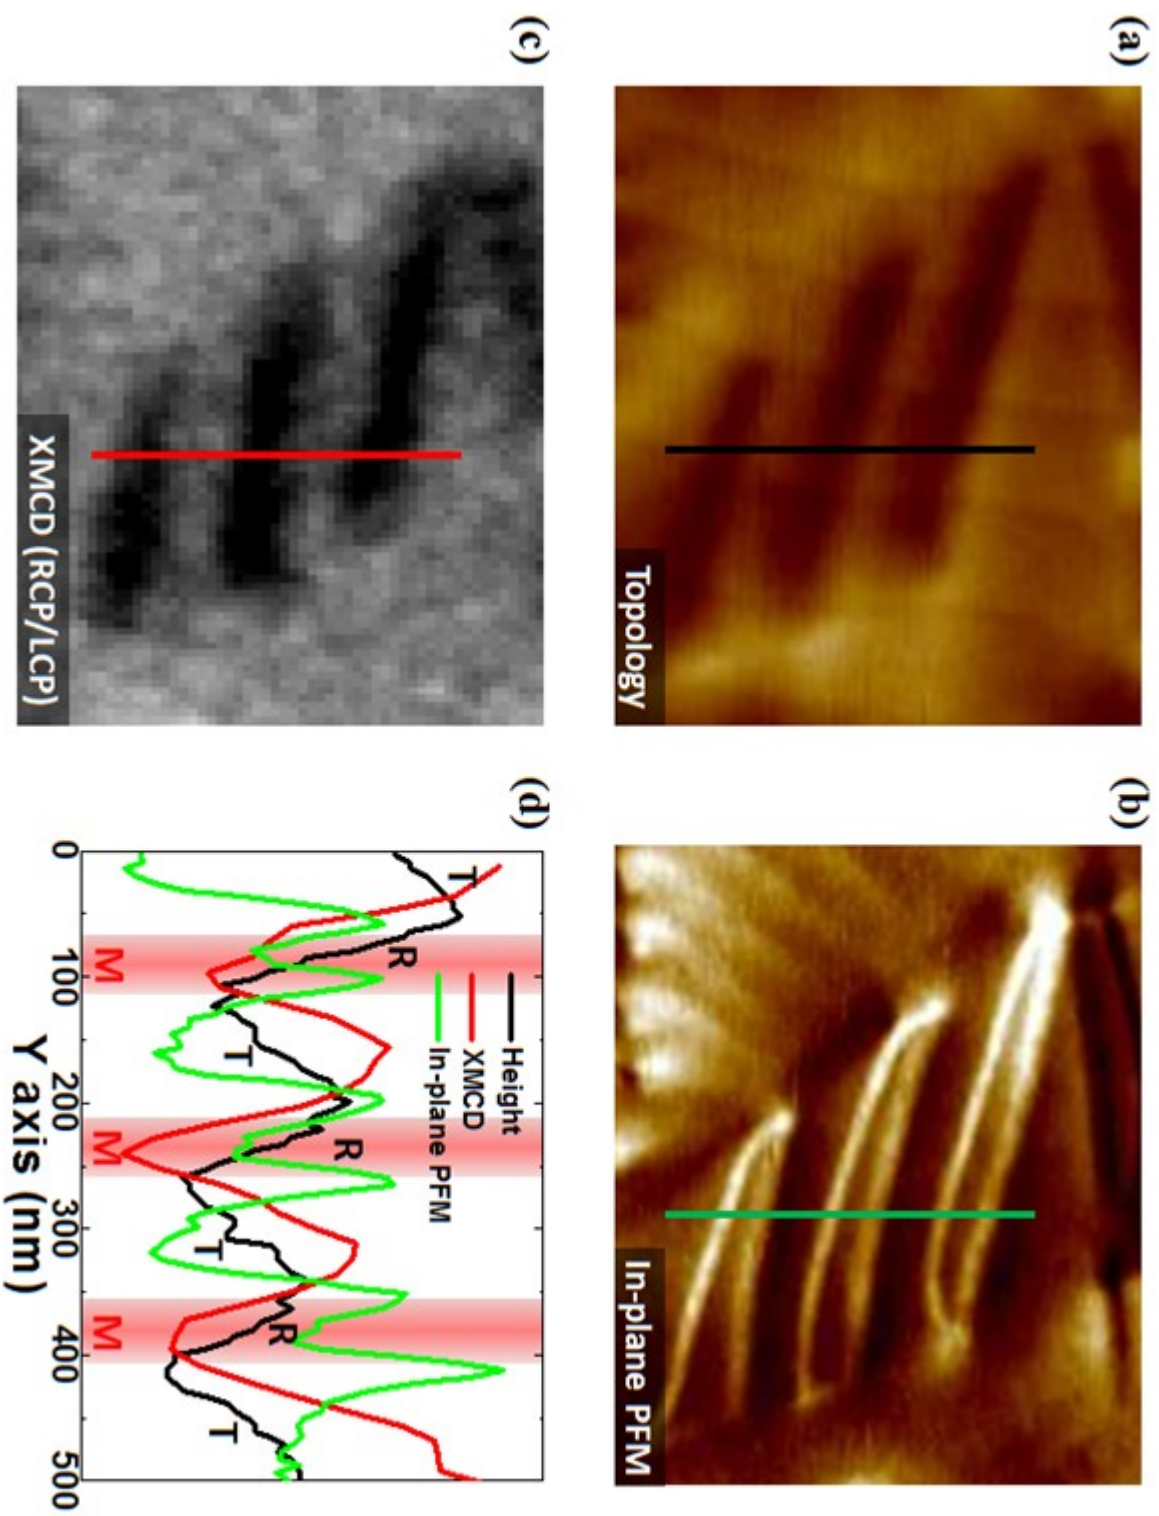 (a)
Topology
(b)
In-plane PFM
(c)
XMCD (RCP/LCP)
(d)
Height
XMCD
In-plane PFM
T
R
T
R
T
R
T
M
M
M
0
100
200
300
400
500
Y axis (nm)